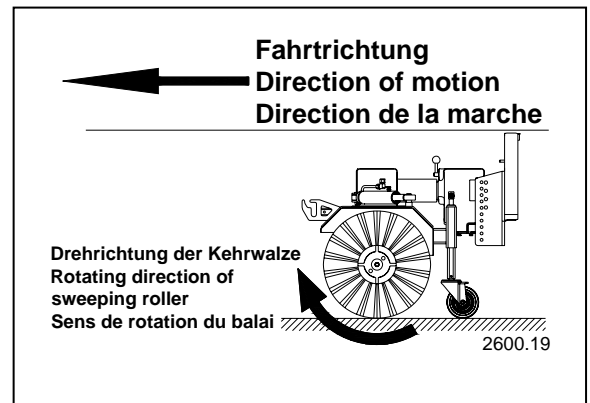 Fahrtrichtung
Direction of motion
Direction de la marche
Drehrichtung der Kehrwalze
Rotating direction of
sweeping roller
Sens de rotation du balai
2600.19